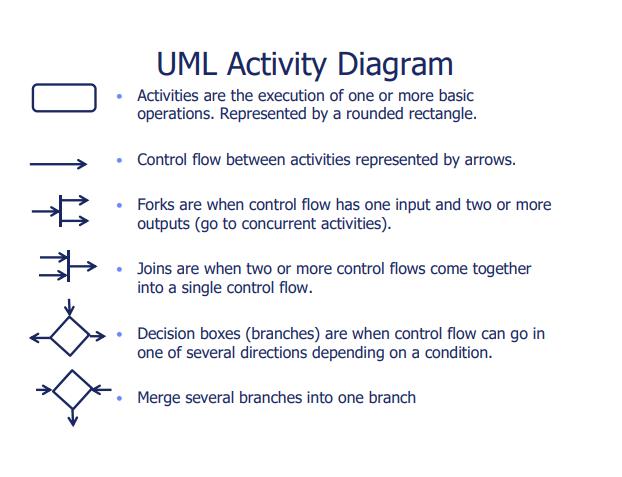 UML Activity Diagram
• Activities are the execution of one or more basic
operations. Represented by a rounded rectangle.
• Control flow between activities represented by arrows.
• Forks are when control flow has one input and two or more
outputs (go to concurrent activities).
• Joins are when two or more control flows come together
into a single control flow.
• Decision boxes (branches) are when control flow can go in
one of several directions depending on a condition.
• Merge several branches into one branch